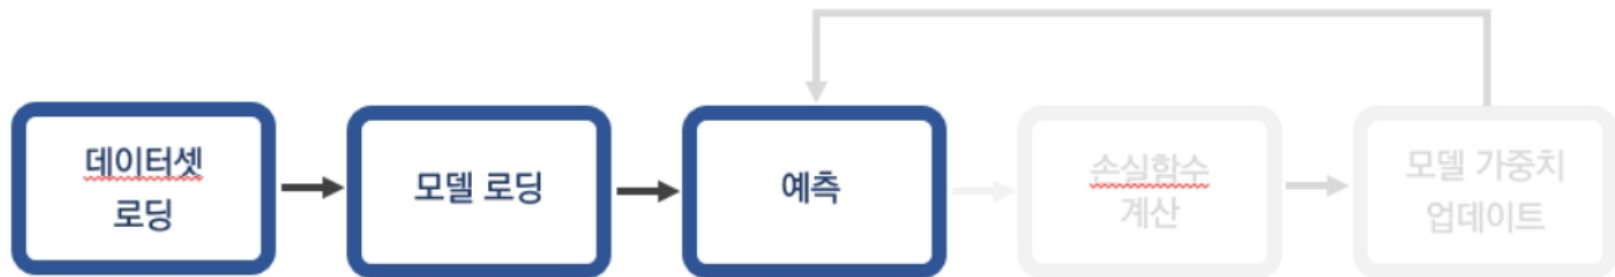 데이터셋
로딩
모델 로딩
예측
손실함수
계산
모델 가중치
업데이트